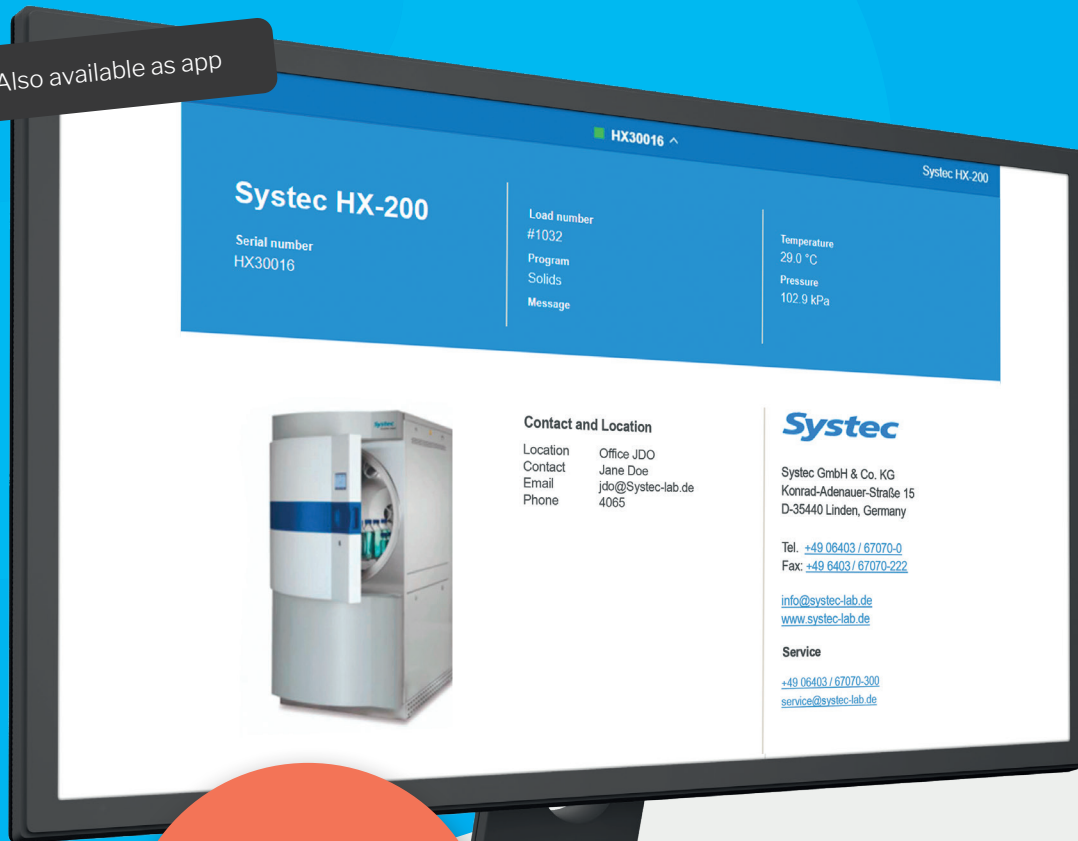 Also available as app
HX30016 ^
Systec HX-200
Systec HX-200
Serial number
HX30016
Load number
#1032
Program
Solids
Message
Temperature
29.0 °C
Pressure
102.9 kPa
Systec
Contact and Location
Location Office JDO
Contact Jane Doe
Email jdo@Systec-lab.de
Phone 4065
Systec
Systec GmbH & Co. KG
Konrad-Adenauer-Straße 15
D-35440 Linden, Germany
Tel. +49 06403 / 67070-0
Fax: +49 6403 / 67070-222
info@systec-lab.de
www.systec-lab.de
Service
+49 06403 / 67070-300
service@systec-lab.de